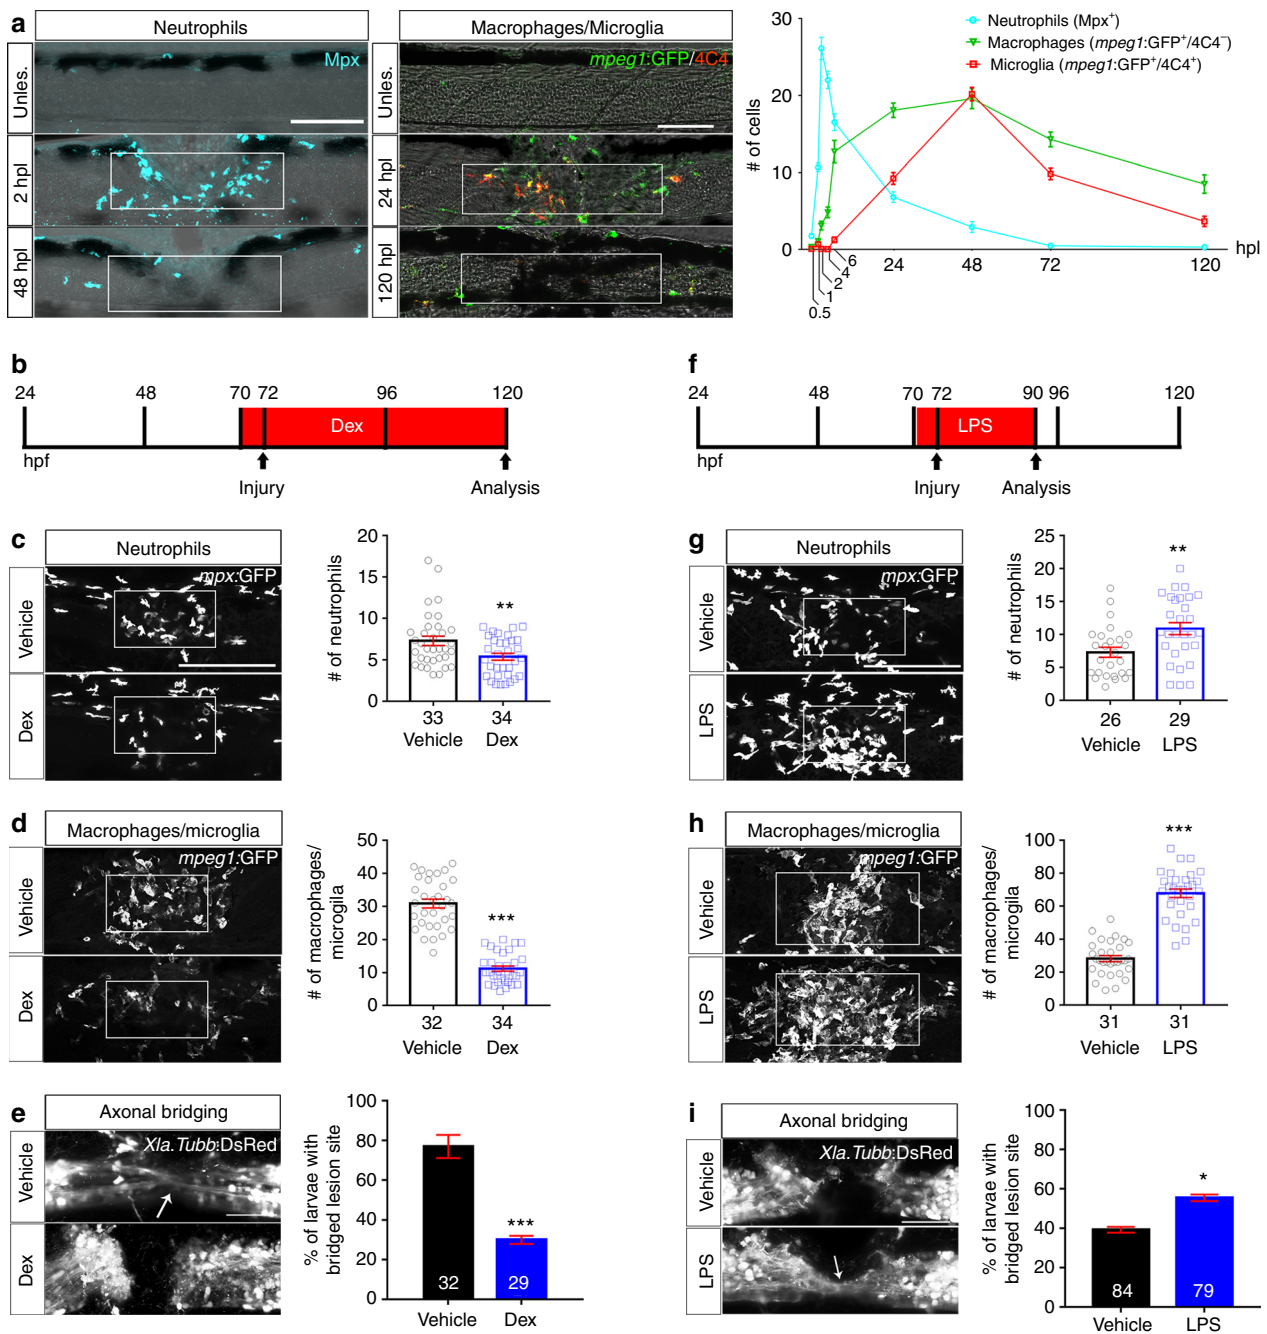 a
Neutrophils
Macrophages/Microglia
Unles.
Mpx
2 hpl
48 hpl
Unles.
mpeg1:GFP/4C4
24 hpl
120 hpl
# of cells
30
20
10
0
Neutrophils (Mpx+)
Macrophages (mpeg1:GFP+/4C4–)
Microglia (mpeg1:GFP+/4C4+)
0.5
1
2
4
6
24
48
72
120
hpl
b
24
48
70
72
96
120
Dex
hpf
Injury
Analysis
f
24
48
70
72
90
96
120
LPS
hpf
Injury
Analysis
c
Neutrophils
Vehicle
mpx:GFP
Dex
# of neutrophils
20
15
10
5
0
**
33
34
Vehicle
Dex
g
Neutrophils
Vehicle
mpx:GFP
LPS
# of neutrophils
25
20
15
10
5
0
**
26
29
Vehicle
LPS
d
Macrophages/microglia
Vehicle
mpeg1:GFP
Dex
# of macrophages/
microgila
50
40
30
20
10
0
***
32
34
Vehicle
Dex
h
Macrophages/microglia
Vehicle
mpeg1:GFP
LPS
# of macrophages/
microglia
100
80
60
40
20
0
***
31
31
Vehicle
LPS
e
Axonal bridging
Vehicle
Xla.Tubb:DsRed
Dex
% of larvae with
bridged lesion site
100
80
60
40
20
0
***
32
29
Vehicle
Dex
i
Axonal bridging
Vehicle
Xla.Tubb:DsRed
LPS
% of larvae with
bridged lesion site
100
80
60
40
20
0
*
84
79
Vehicle
LPS